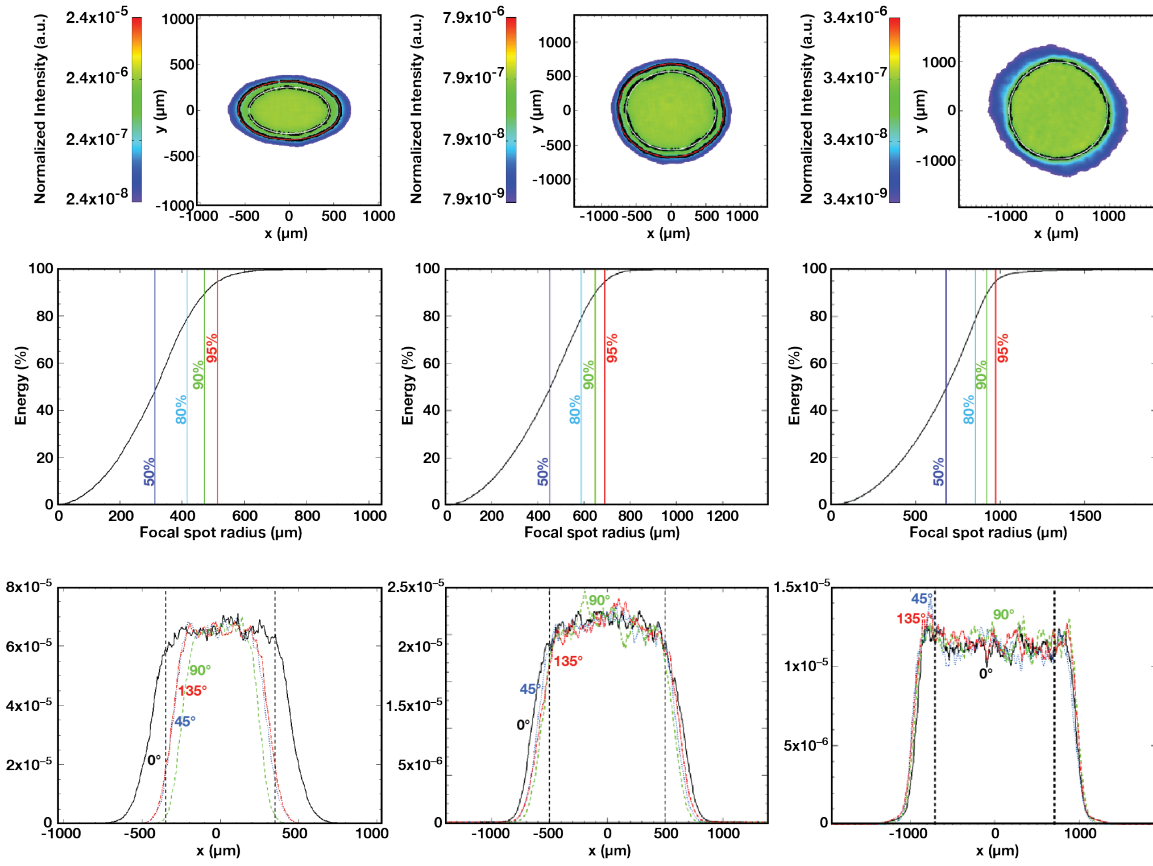 Normalized Intensity (a.u.)
2.4x10⁻⁵
2.4x10⁻⁶
2.4x10⁻⁷
2.4x10⁻⁸
y (µm)
1000
500
0
-500
-1000
-1000 -500 0 500 1000
x (µm)
Normalized Intensity (a.u.)
7.9x10⁻⁶
7.9x10⁻⁷
7.9x10⁻⁸
7.9x10⁻⁹
y (µm)
1000
500
0
-500
-1000
-1000 -500 0 500 1000
x (µm)
Normalized Intensity (a.u.)
3.4x10⁻⁶
3.4x10⁻⁷
3.4x10⁻⁸
3.4x10⁻⁹
y (µm)
1000
0
-1000
-1000 0 1000
x (µm)
Energy (%)
100
80
60
40
20
0
50%
80%
90%
95%
0 200 400 600 800 1000
Focal spot radius (µm)
Energy (%)
100
80
60
40
20
0
50%
80%
90%
95%
0 200 400 600 800 1000 1200
Focal spot radius (µm)
Energy (%)
100
80
60
40
20
0
50%
80%
90%
95%
0 500 1000 1500
Focal spot radius (µm)
8x10⁻⁵
6x10⁻⁵
4x10⁻⁵
2x10⁻⁵
0
90°
135°
45°
0°
-1000 -500 0 500 1000
x (µm)
2.5x10⁻⁵
2x10⁻⁵
1.5x10⁻⁵
1.5x10⁻⁵
5x10⁻⁶
0
90°
135°
45°
0°
-1000 -500 0 500 1000
x (µm)
1.5x10⁻⁵
1x10⁻⁵
5x10⁻⁶
0
45°
135°
90°
0°
-1000 0 1000
x (µm)